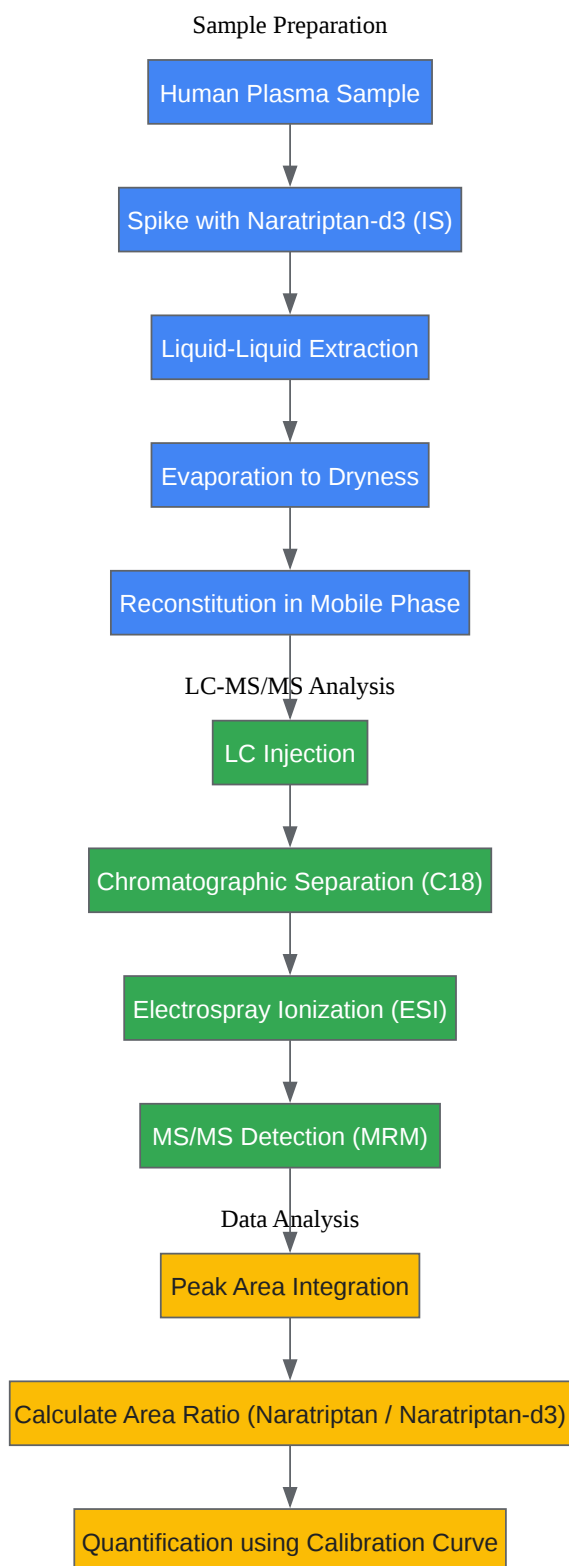 Sample Preparation
Human Plasma Sample
Spike with Naratriptan-d3 (IS)
Liquid-Liquid Extraction
Evaporation to Dryness
Reconstitution in Mobile Phase
LC-MS/MS Analysis
LC Injection
Chromatographic Separation (C18)
Electrospray Ionization (ESI)
MS/MS Detection (MRM)
Data Analysis
Peak Area Integration
Calculate Area Ratio (Naratriptan / Naratriptan-d3)
Quantification using Calibration Curve